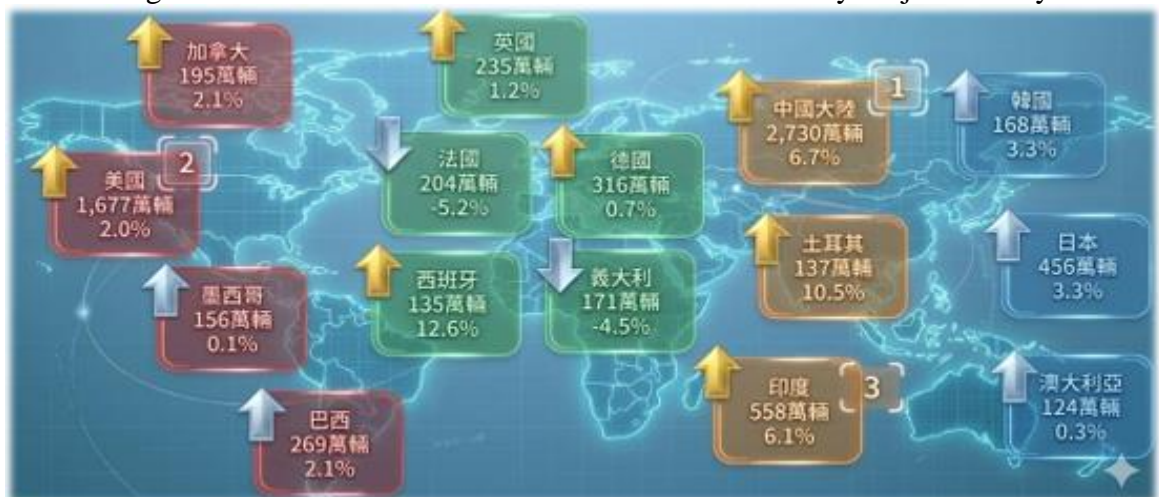 加拿大
195萬輛
2.1%
英國
235萬輛
1.2%
1
中國大陸
2,730萬輛
6.7%
韓國
168萬輛
3.3%
2
美國
1,677萬輛
2.0%
法國
204萬輛
-5.2%
德國
316萬輛
0.7%
土耳其
137萬輛
10.5%
日本
456萬輛
3.3%
墨西哥
156萬輛
0.1%
西班牙
135萬輛
12.6%
義大利
171萬輛
-4.5%
3
印度
558萬輛
6.1%
澳大利亞
124萬輛
0.3%
巴西
269萬輛
2.1%